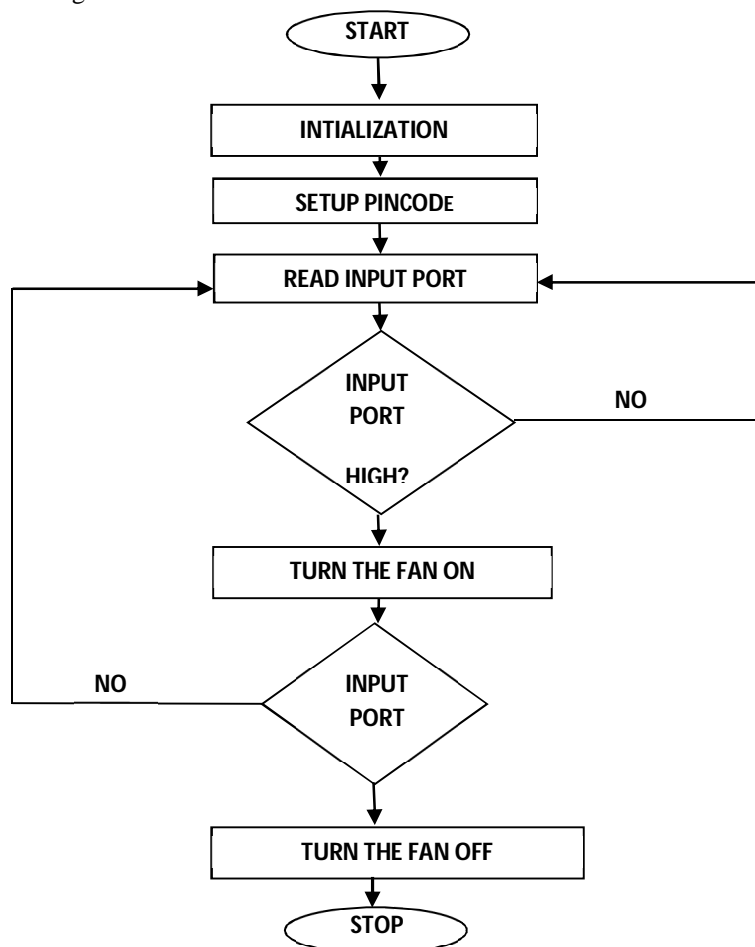 START
INTIALIZATION
SETUP PINCODE
READ INPUT PORT
INPUT
PORT
NO
HIGH?
TURN THE FAN ON
NO
INPUT
PORT
TURN THE FAN OFF
STOP